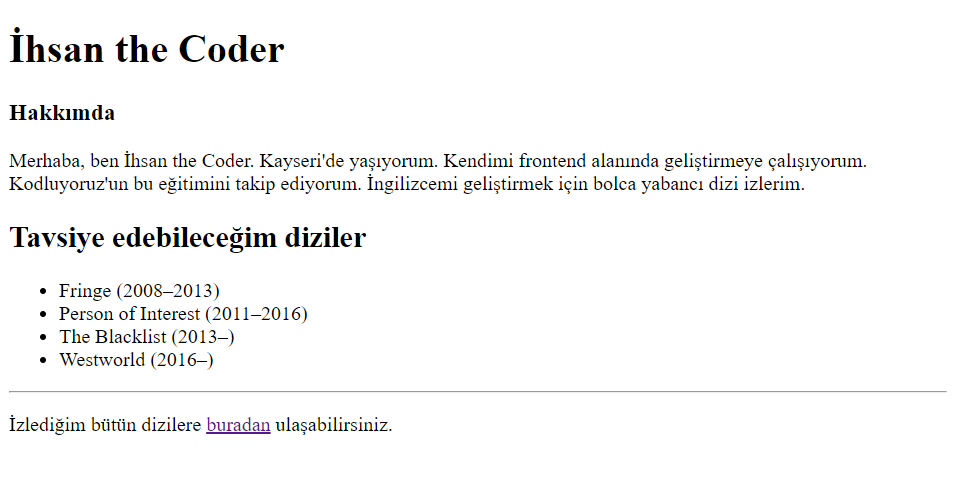 İhsan the Coder
Hakkımda
Merhaba, ben İhsan the Coder. Kayseri'de yaşıyorum. Kendimi frontend alanında geliştirmeye çalışıyorum.
Kodluyoruz'un bu eğitimini takip ediyorum. İngilizcemi geliştirmek için bolca yabancı dizi izlerim.
Tavsiye edebileceğim diziler
• Fringe (2008–2013)
• Person of Interest (2011–2016)
• The Blacklist (2013–)
• Westworld (2016–)
İzlediğim bütün dizilere buradan ulaşabilirsiniz.